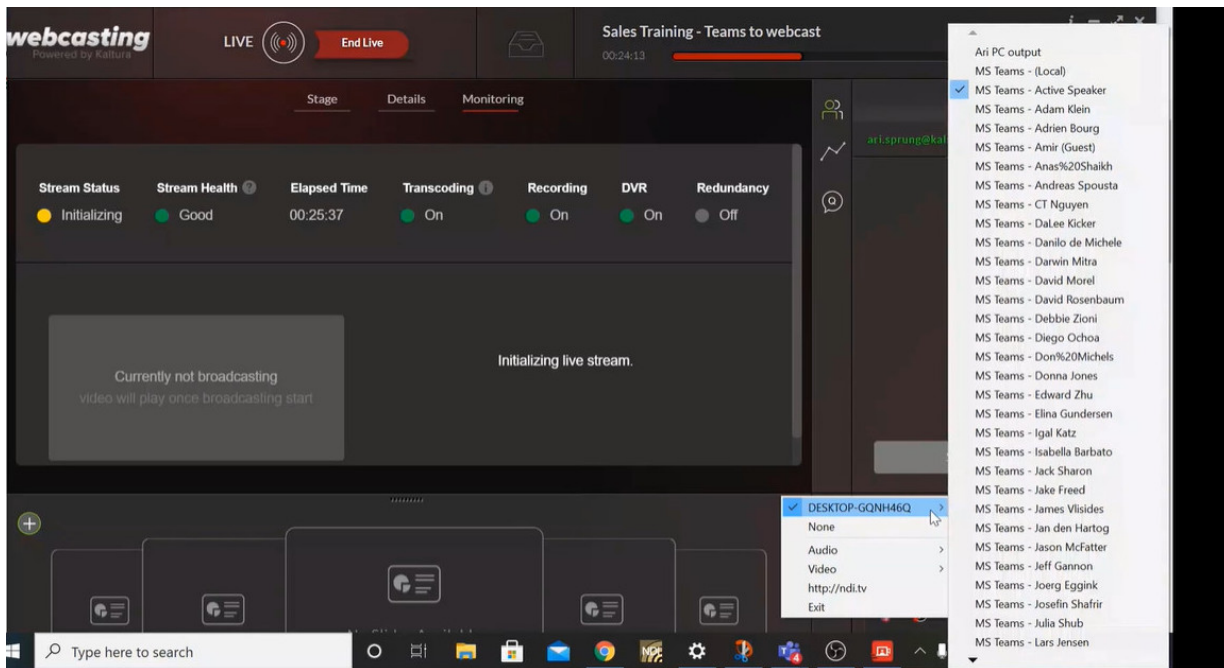 webcasting
Powered by Kaltura
LIVE
End Live
Sales Training - Teams to webcast
00:24:13
Stage
Details
Monitoring
Stream Status
Stream Health
Elapsed Time
Transcoding
Recording
DVR
Redundancy
Initializing
Good
00:25:37
On
On
On
Off
Currently not broadcasting
video will play once broadcasting start
Initializing live stream.
ari.sprung@kal
DESKTOP-GQNH46Q
None
Audio
Video
http://ndi.tv
Exit
Ari PC output
MS Teams - (Local)
MS Teams - Active Speaker
MS Teams - Adam Klein
MS Teams - Adrien Bourg
MS Teams - Amir (Guest)
MS Teams - Anas%20Shaikh
MS Teams - Andreas Spousta
MS Teams - CT Nguyen
MS Teams - DaLee Kicker
MS Teams - Danilo de Michele
MS Teams - Darwin Mitra
MS Teams - David Morel
MS Teams - David Rosenbaum
MS Teams - Debbie Zioni
MS Teams - Diego Ochoa
MS Teams - Don%20Michels
MS Teams - Donna Jones
MS Teams - Edward Zhu
MS Teams - Elina Gundersen
MS Teams - Igal Katz
MS Teams - Isabella Barbato
MS Teams - Jack Sharon
MS Teams - Jake Freed
MS Teams - James Vlisides
MS Teams - Jan den Hartog
MS Teams - Jason McFatter
MS Teams - Jeff Gannon
MS Teams - Joerg Eggink
MS Teams - Josefin Shafrir
MS Teams - Julia Shub
MS Teams - Lars Jensen
Type here to search
NDI